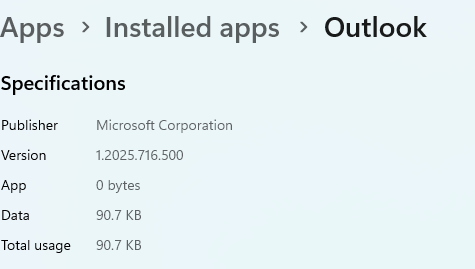 Apps > Installed apps > Outlook
Specifications
Publisher Microsoft Corporation
Version 1.2025.716.500
App 0 bytes
Data 90.7 KB
Total usage 90.7 KB